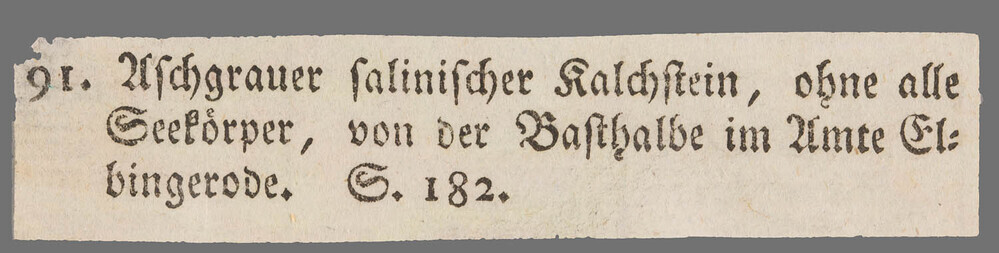 91. Aſchgrauer ſaliniſcher Kalchſtein, ohne alle
Seekörper, von der Baſthalbe im Amte El⸗
bingerode. S. 182.